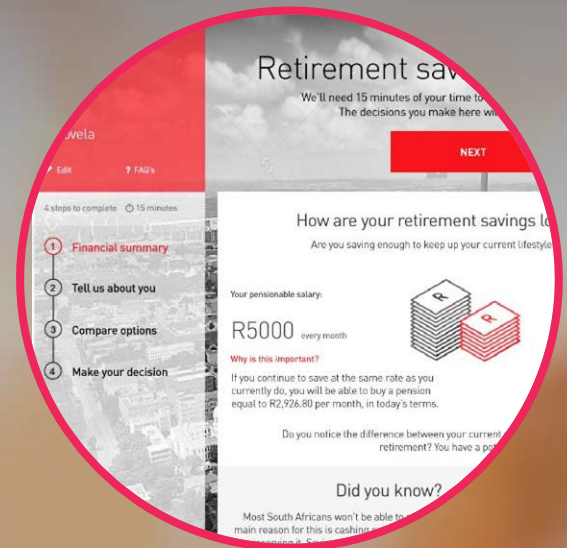 Retirement sav
We'll need 15 minutes of your time to
The decisions you make here
NEXT
Edit
? FAQ's
4 steps to complete 15 minutes
1 Financial summary
2 Tell us about you
3 Compare options
4 Make your decision
How are your retirement savings lo
Are you saving enough to keep up your current lifestyle
Your pensionable salary:
R5000 every month
Why is this important?
If you continue to save at the same rate as you
currently do, you will be able to buy a pension
equal to R2,926.80 per month, in today's terms.
R
R
Do you notice the difference between your current
retirement? You have a
Did you know?
Most South Africans won't be able to
main reason for this is cashing